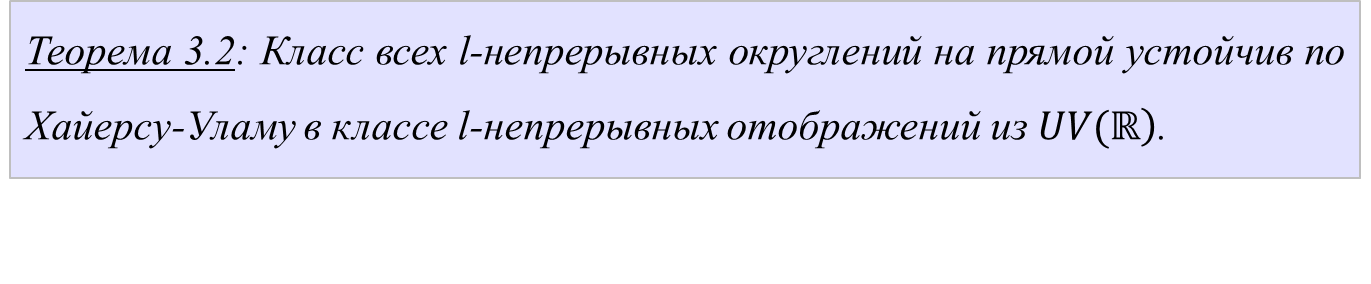 Теорема 3.2: Класс всех l-непрерывных округлений на прямой устойчив по
Хайерсу-Уламу в классе l-непрерывных отображений из UV(ℝ).